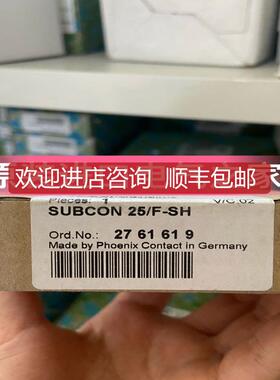 欢迎进店咨询 顺丰包邮
Pieces: 1
V/C 02
SUBCON 25/F-SH
Ord.No.: 27 61 61 9
Made by Phoenix Contact in Germany